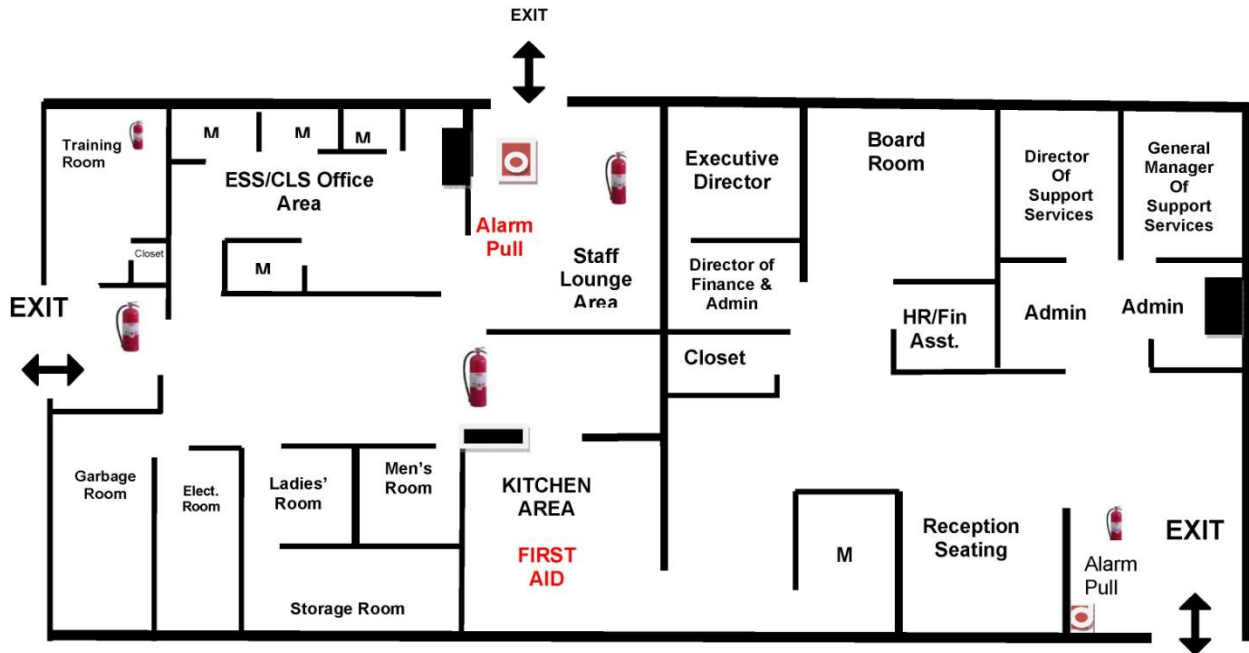 EXIT
Training
Room
M
M
M
ESS/CLS Office
Area
Closet
M
Alarm
Pull
Staff
Lounge
Area
Executive
Director
Director of
Finance &
Admin
Closet
Board
Room
HR/Fin
Asst.
Director
Of
Support
Services
General
Manager
Of
Support
Services
Admin
Admin
EXIT
Garbage
Room
Elect.
Room
Ladies'
Room
Men's
Room
Storage Room
KITCHEN
AREA
FIRST
AID
M
Reception
Seating
Alarm
Pull
EXIT